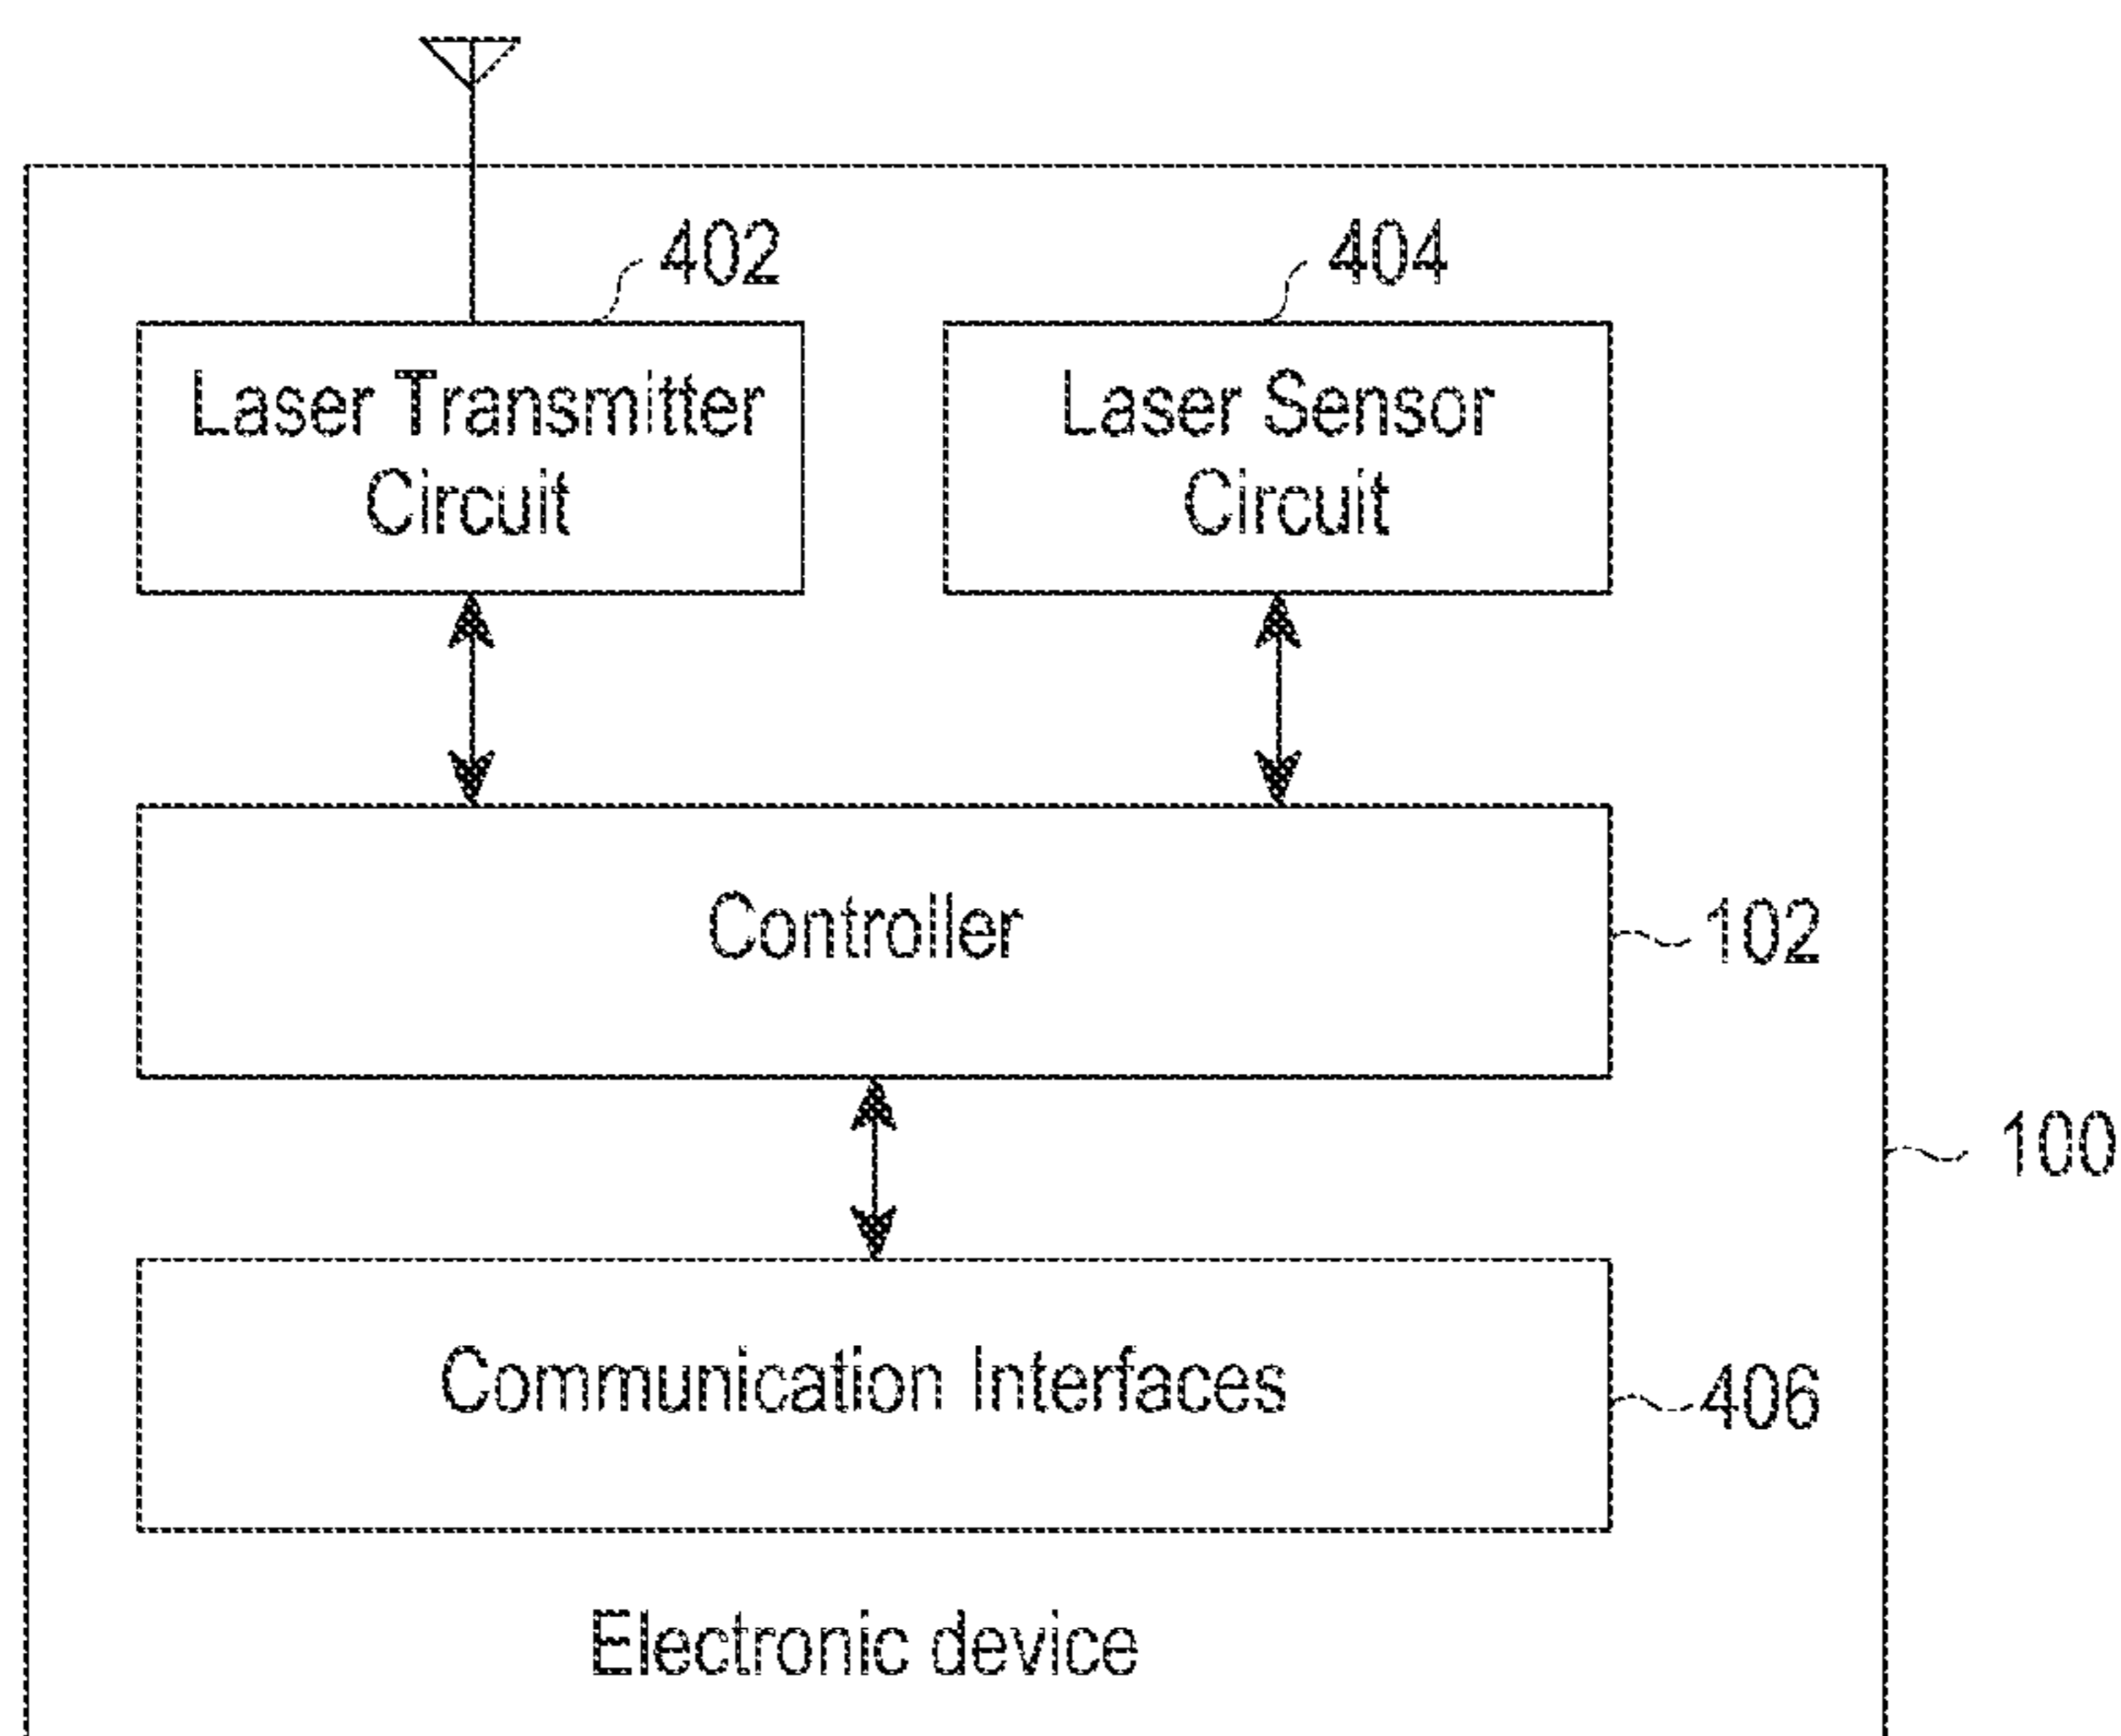 402
404
Laser Transmitter
Circuit
Laser Sensor
Circuit
Controller
102
100
Communication Interfaces
406
Electronic device